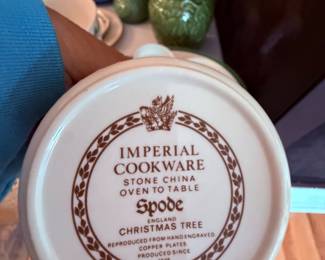 IMPERIAL
COOKWARE
STONE CHINA
OVEN TO TABLE
Spode
ENGLAND
CHRISTMAS TREE
REPRODUCED FROM HAND ENGRAVED
COPPER PLATES
PRODUCED SINCE